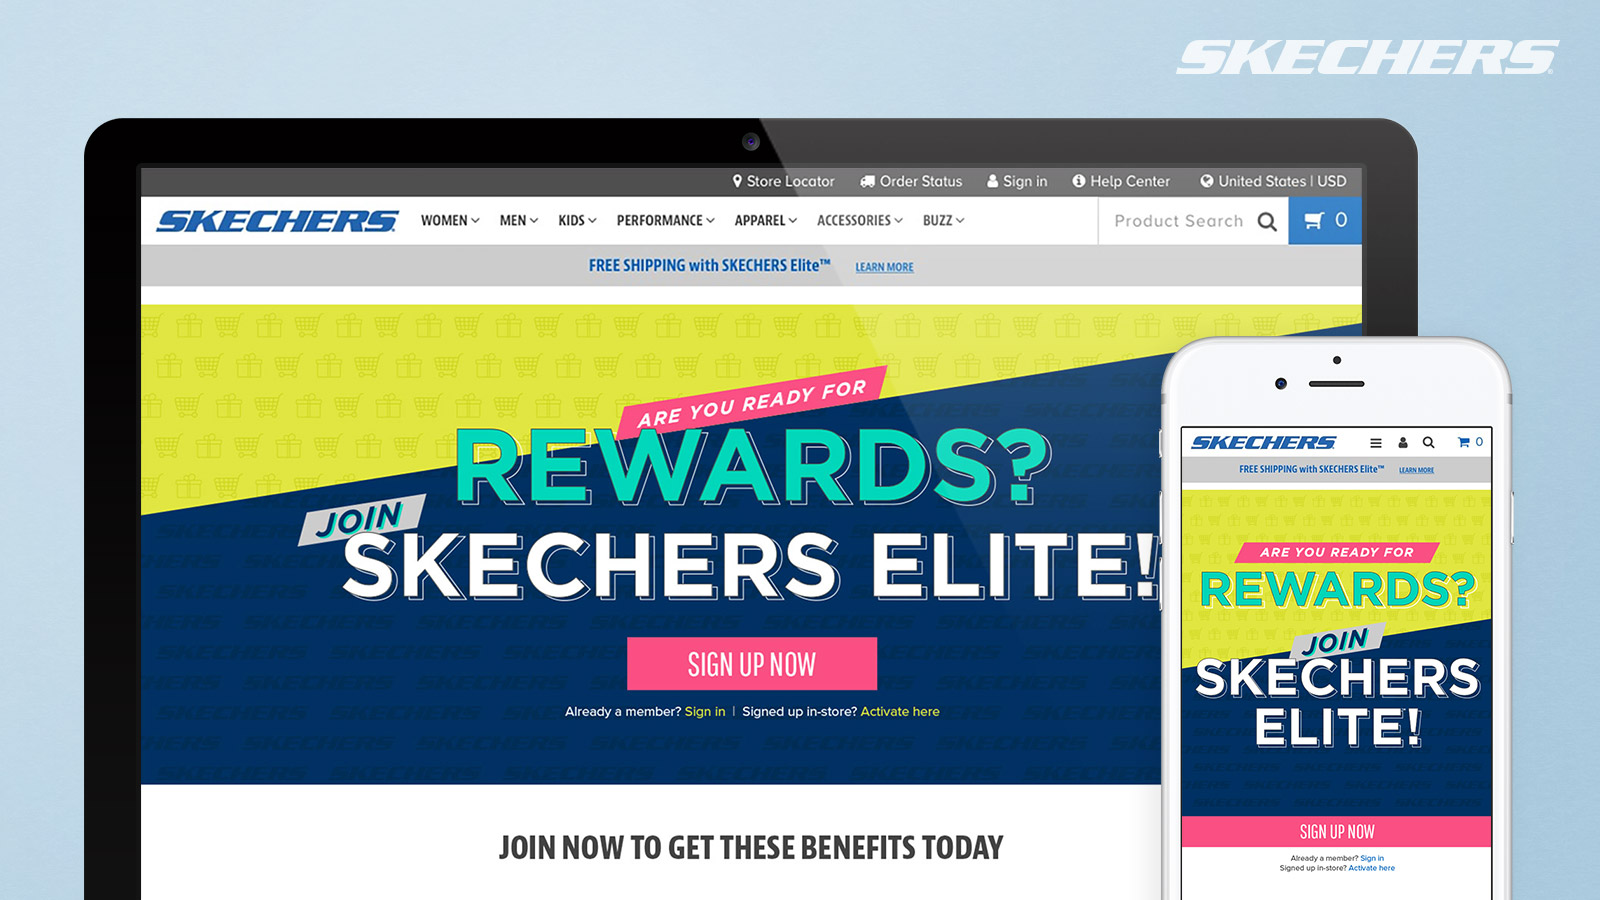 SKECHERS
Store Locator Order Status Sign in Help Center United States | USD
SKECHERS WOMEN MEN KIDS PERFORMANCE APPAREL ACCESSORIES BUZZ Product Search 0
FREE SHIPPING with SKECHERS Elite™ LEARN MORE
ARE YOU READY FOR
REWARDS?
JOIN
SKECHERS ELITE!
SIGN UP NOW
Already a member? Sign in | Signed up in-store? Activate here
JOIN NOW TO GET THESE BENEFITS TODAY
SKECHERS 0
FREE SHIPPING with SKECHERS Elite™ LEARN MORE
ARE YOU READY FOR
REWARDS?
JOIN
SKECHERS
ELITE!
SIGN UP NOW
Already a member? Sign in
Signed up in-store? Activate here